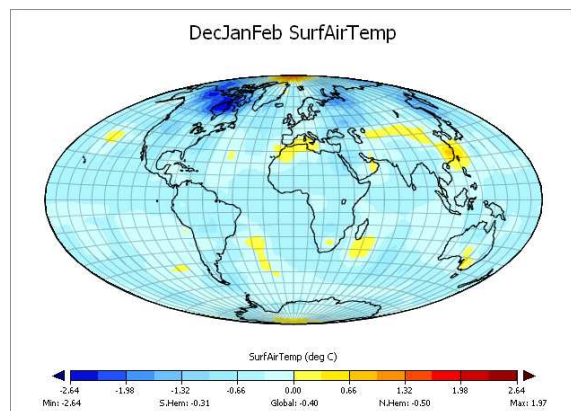 DecJanFeb SurfAirTemp
SurfAirTemp (deg C)
-2.64 -1.98 -1.32 -0.66 0.00 0.66 1.32 1.98 2.64
Min: -2.64 S.Hem: -0.31 Global: -0.40 N.Hem: -0.50 Max: 1.97